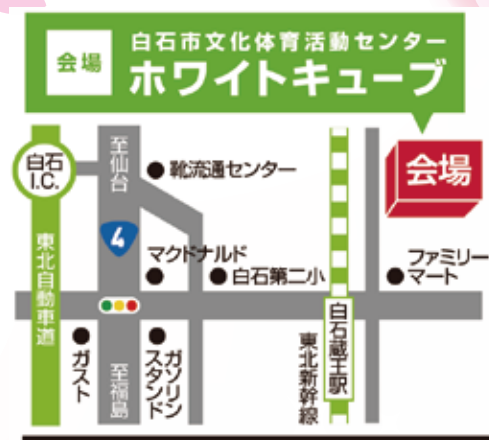 会場
白石市文化体育活動センター
ホワイトキューブ
白石
I.C.
至仙台
靴流通センター
会場
4
東北自動車道
マクドナルド
白石第二小
ファミリー
マート
ガスト
至福島
ガソリン
スタンド
東北新幹線
白石蔵王駅